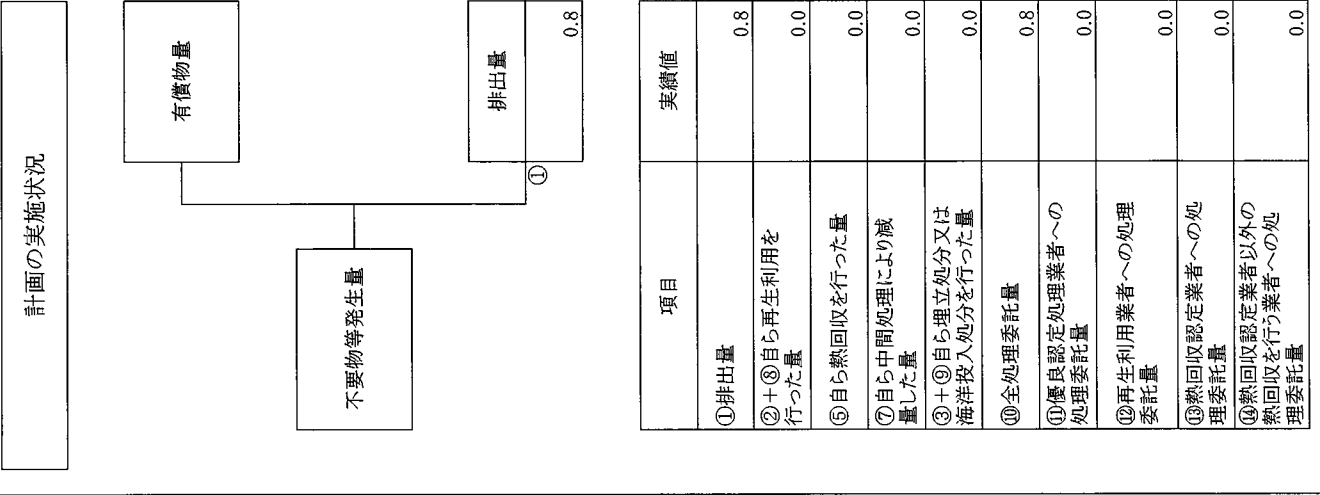 計画の実施状況
有償物量
不要物等発生量
排出量
①
0.8
項目
実績値
①排出量
0.8
②+⑧自ら再生利用を
行った量
0.0
⑤自ら熱回収を行った量
0.0
⑦自ら中間処理により減
量した量
0.0
③+⑨自ら埋立処分又は
海洋投入処分を行った量
0.0
⑩全処理委託量
0.8
⑪優良認定処理業者への
処理委託量
0.0
⑫再生利用業者への処理
委託量
0.0
⑬熱回収認定業者への処
理委託量
0.0
⑭熱回収認定業者以外の
熱回収を行う業者への処
理委託量
0.0